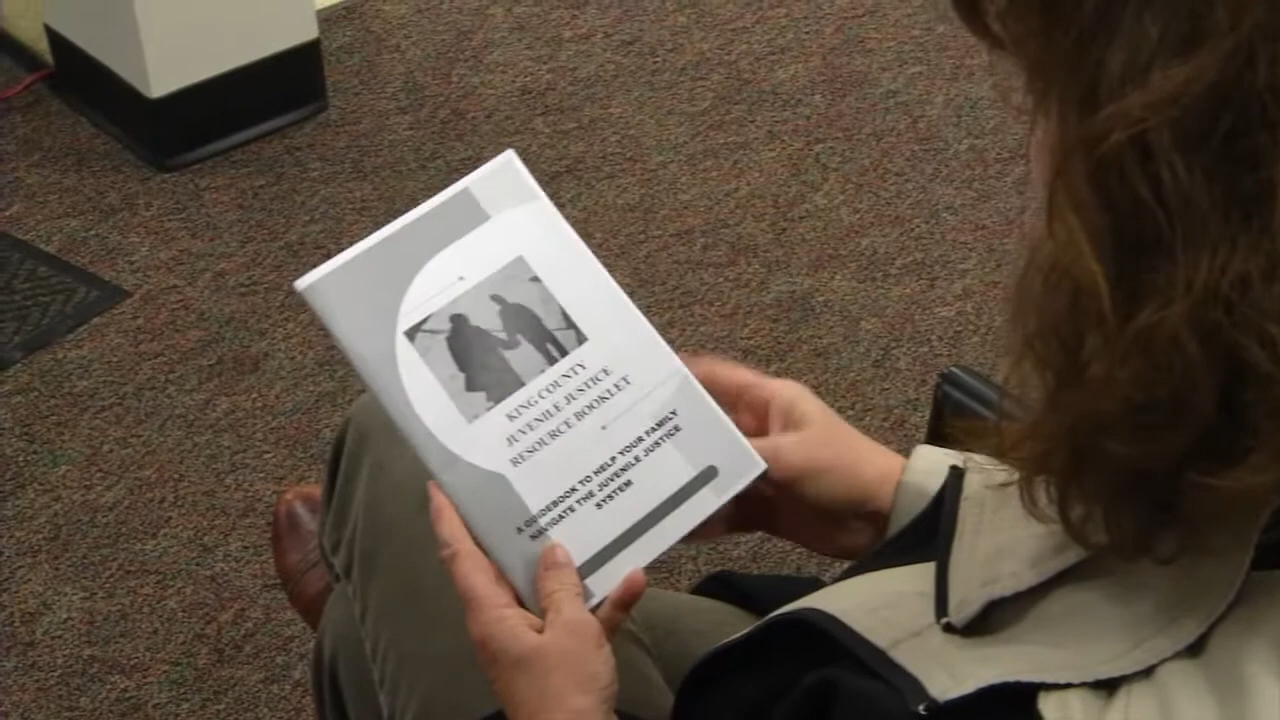 KING COUNTY
JUVENILE JUSTICE
RESOURCE BOOKLET
A GUIDEBOOK TO HELP YOUR FAMILY
NAVIGATE THE JUVENILE JUSTICE
SYSTEM